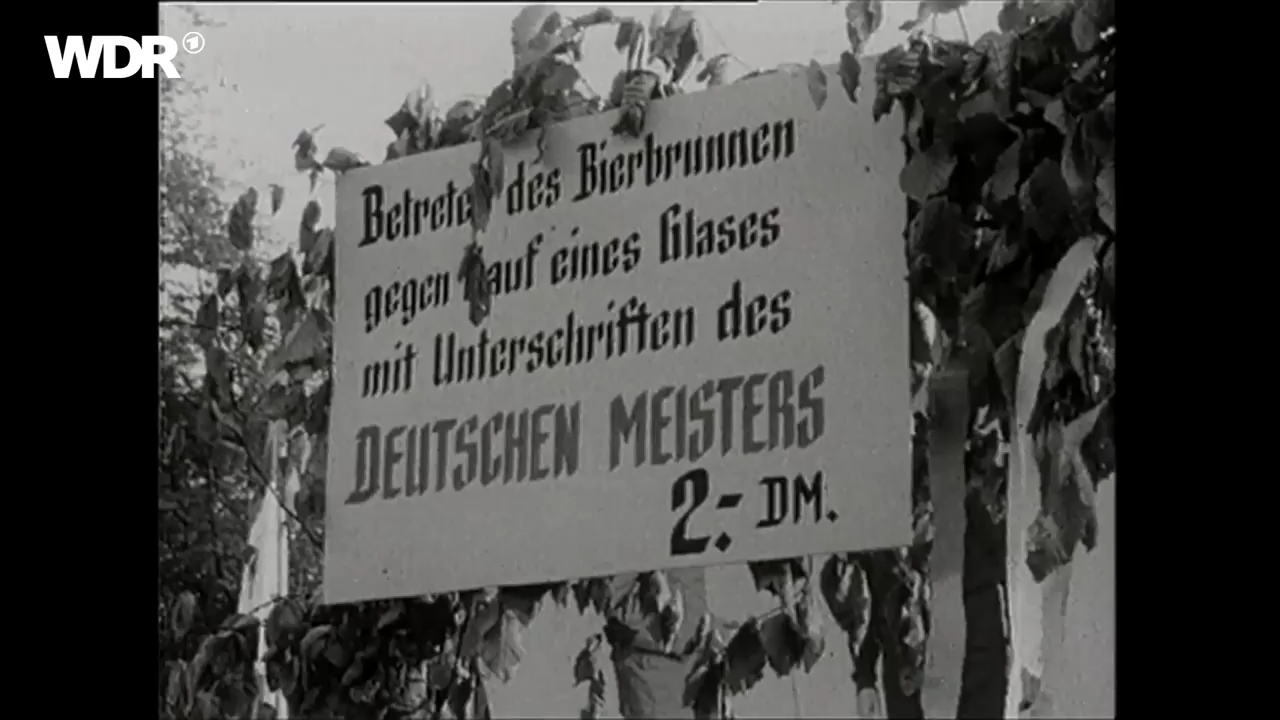 WDR
Betreten des Bierbrunnen
gegen Kauf eines Glases
mit Unterschriften des
DEUTSCHEN MEISTERS
2.- DM.